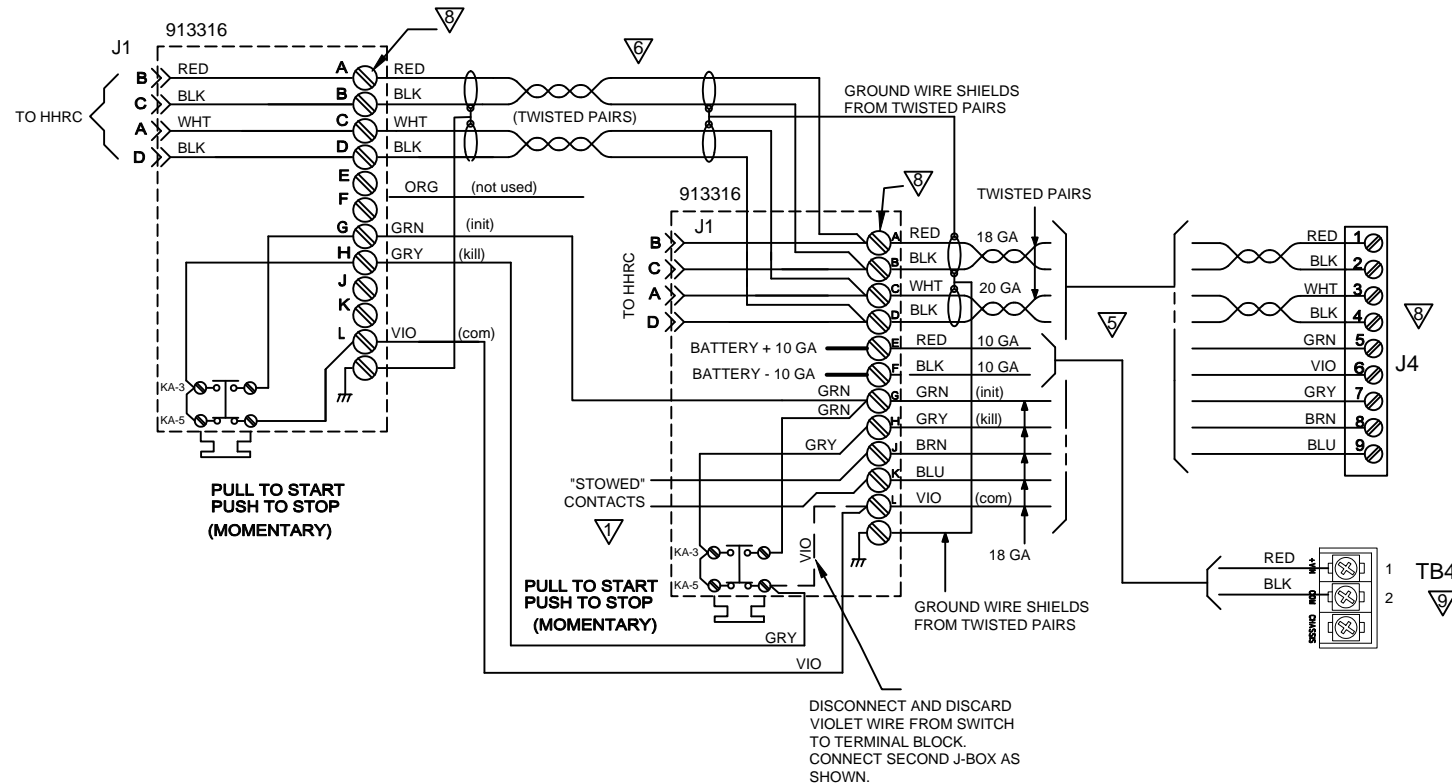 913316
J1
TO HHRC
B RED
C BLK
A WHT
D BLK
A RED
B BLK
C WHT
D BLK
E
F
ORG (not used)
G GRN (init)
H GRY (kill)
J
K
L VIO (com)
KA-3
KA-5
PULL TO START
PUSH TO STOP
(MOMENTARY)
8
6
(TWISTED PAIRS)
GROUND WIRE SHIELDS
FROM TWISTED PAIRS
913316
J1
8
TWISTED PAIRS
TO HHRC
B
C
A
D
A RED 18 GA
B BLK
C WHT 20 GA
D BLK
BATTERY + 10 GA E RED 10 GA
BATTERY - 10 GA F BLK 10 GA
GRN G GRN (init)
GRN
GRY H GRY (kill)
J BRN
"STOWED"
CONTACTS
K BLU
L VIO (com)
1
VIO
18 GA
KA-3
KA-5
PULL TO START
PUSH TO STOP
(MOMENTARY)
GRY
VIO
GROUND WIRE SHIELDS
FROM TWISTED PAIRS
DISCONNECT AND DISCARD
VIOLET WIRE FROM SWITCH
TO TERMINAL BLOCK.
CONNECT SECOND J-BOX AS
SHOWN.
5
RED 1
BLK 2
WHT 3
BLK 4
GRN 5
VIO 6
GRY 7
BRN 8
BLU 9
8
J4
RED +VIN 1
BLK COM 2
CHASSIS
TB4
9